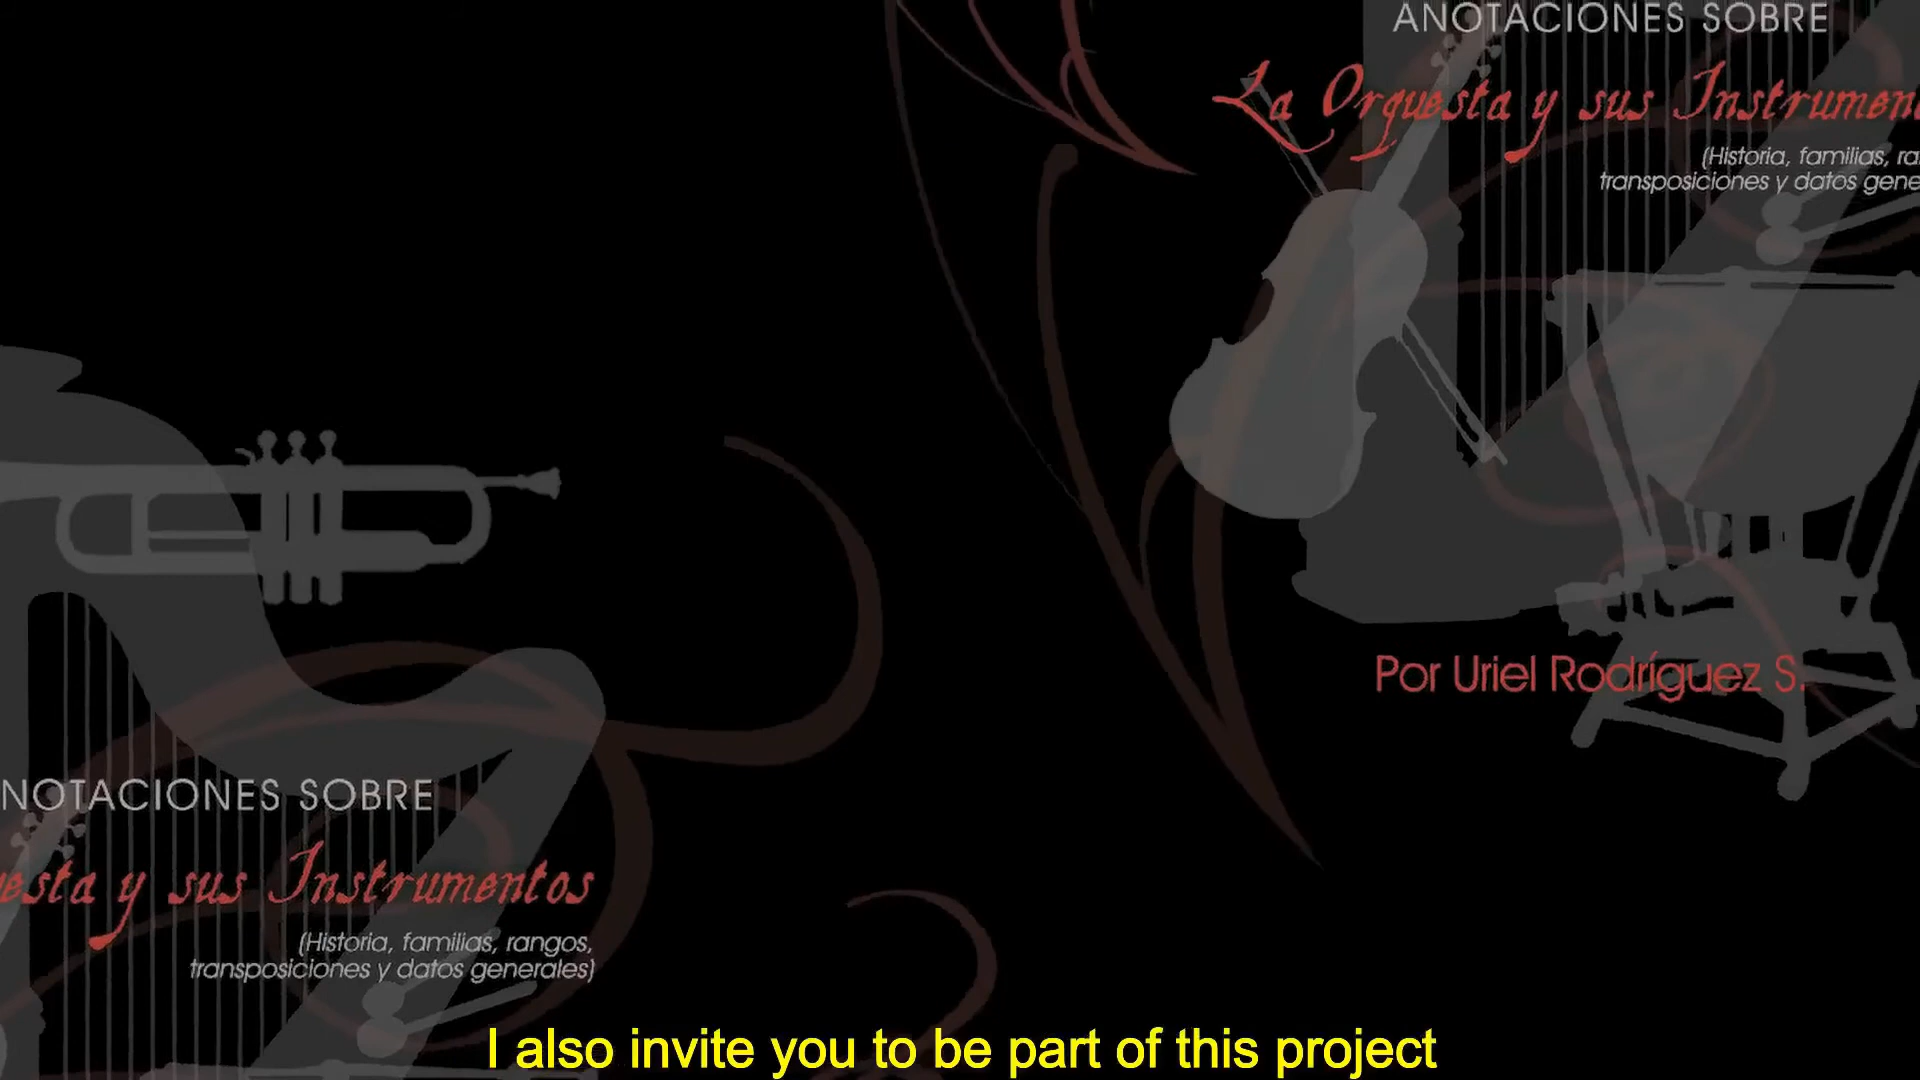 ANOTACIONES SOBRE
La Orquesta y sus Instrumen
(Historia, familias, ra
transposiciones y datos gene
Por Uriel Rodríguez S.
NOTACIONES SOBRE
esta y sus Instrumentos
(Historia, familias, rangos,
transposiciones y datos generales)
I also invite you to be part of this project